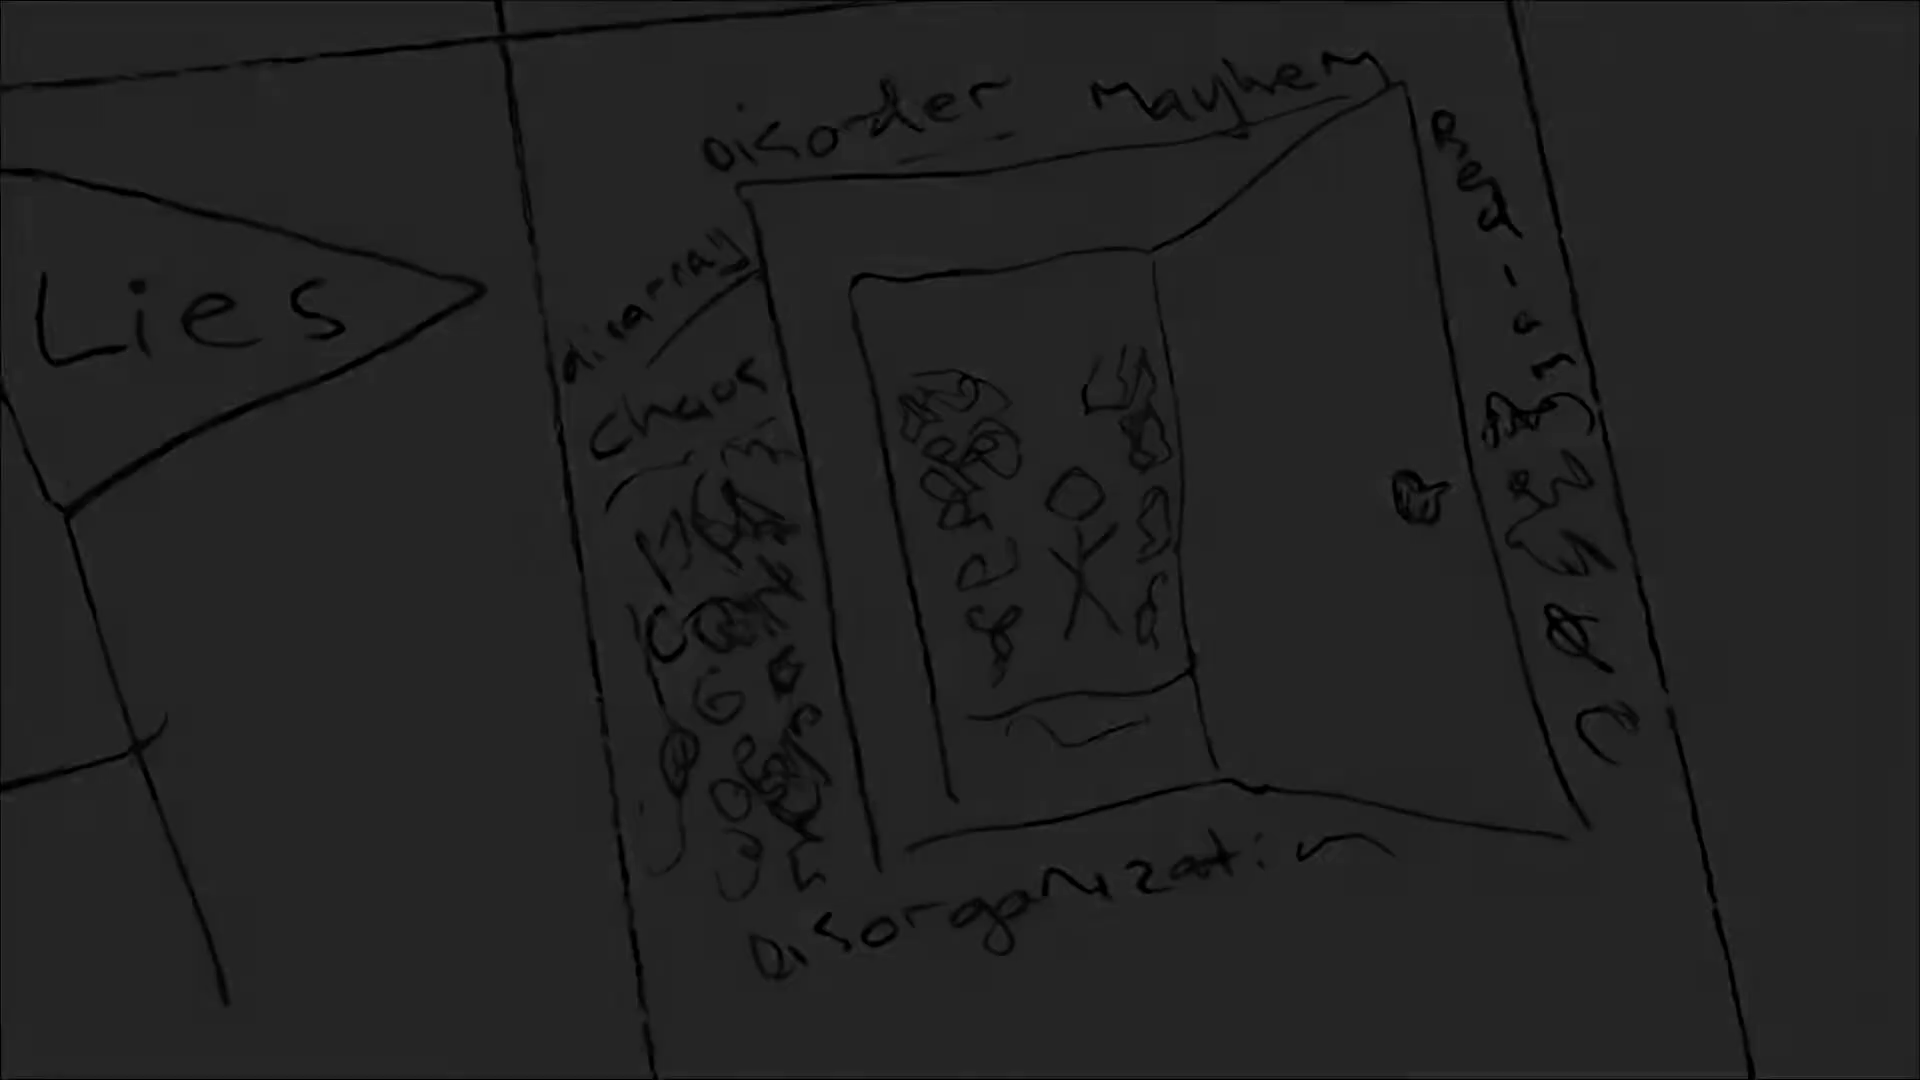 Disorder Mayhem
Lies
disarray
chaos
Disorganization